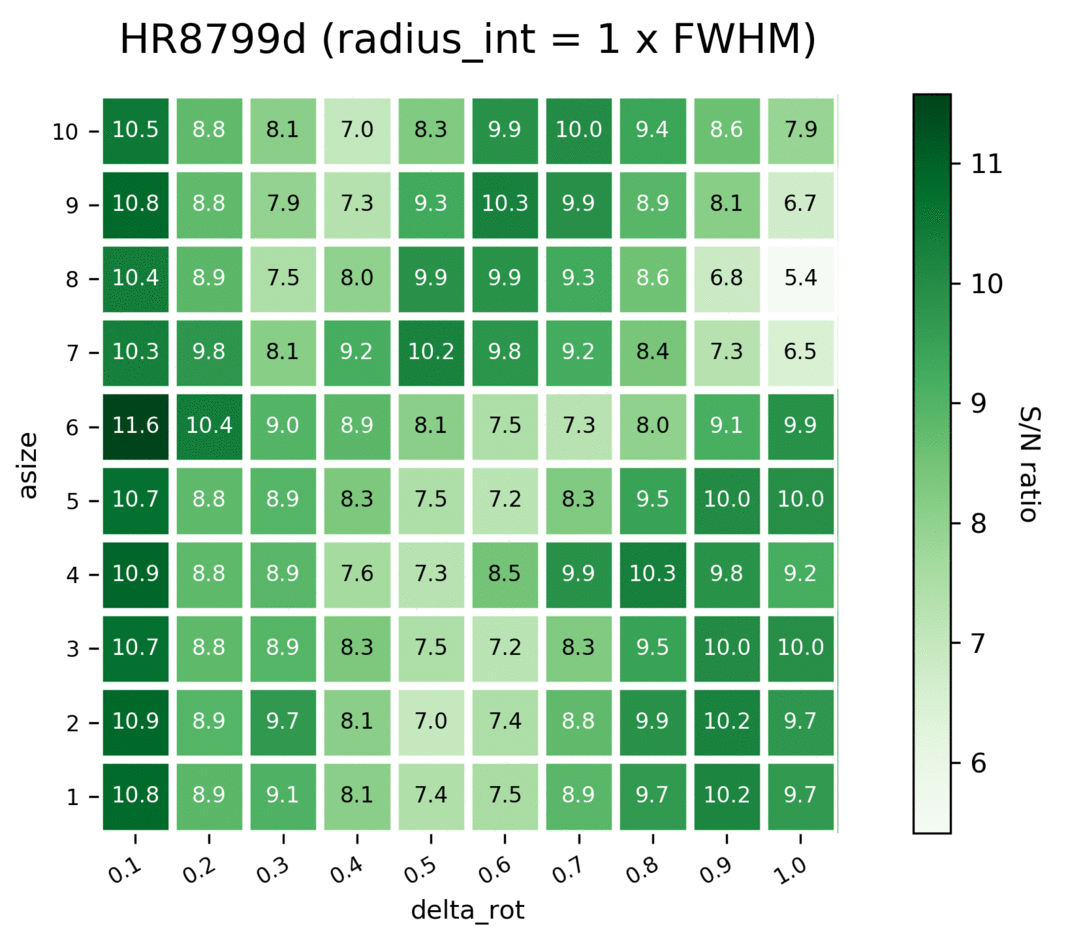 HR8799d (radius_int = 1 x FWHM)
10 10.5 8.8 8.1 7.0 8.3 9.9 10.0 9.4 8.6 7.9
9 10.8 8.8 7.9 7.3 9.3 10.3 9.9 8.9 8.1 6.7
8 10.4 8.9 7.5 8.0 9.9 9.9 9.3 8.6 6.8 5.4
7 10.3 9.8 8.1 9.2 10.2 9.8 9.2 8.4 7.3 6.5
6 11.6 10.4 9.0 8.9 8.1 7.5 7.3 8.0 9.1 9.9
5 10.7 8.8 8.9 8.3 7.5 7.2 8.3 9.5 10.0 10.0
4 10.9 8.8 8.9 7.6 7.3 8.5 9.9 10.3 9.8 9.2
3 10.7 8.8 8.9 8.3 7.5 7.2 8.3 9.5 10.0 10.0
2 10.9 8.9 9.7 8.1 7.0 7.4 8.8 9.9 10.2 9.7
1 10.8 8.9 9.1 8.1 7.4 7.5 8.9 9.7 10.2 9.7
0.1 0.2 0.3 0.4 0.5 0.6 0.7 0.8 0.9 1.0
delta_rot
asize
11
10
9
8
7
6
S/N ratio